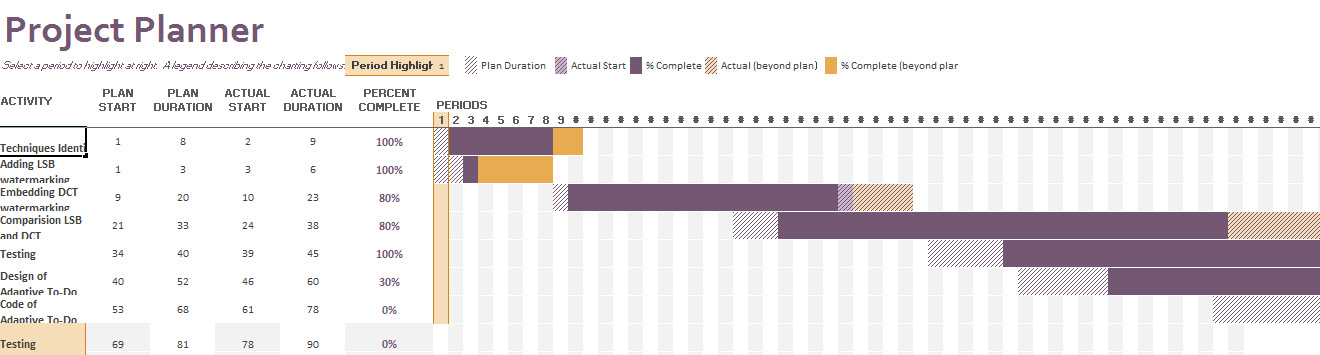 Project Planner
Select a period to highlight at right. A legend describing the charting follows. Period Highligh 1 Plan Duration Actual Start % Complete Actual (beyond plan) % Complete (beyond plar
ACTIVITY PLAN START PLAN DURATION ACTUAL START ACTUAL DURATION PERCENT COMPLETE PERIODS
1 2 3 4 5 6 7 8 9
Techniques Identi 1 8 2 9 100%
Adding LSB watermarking 1 3 3 6 100%
Embedding DCT watermarking 9 20 10 23 80%
Comparision LSB and DCT 21 33 24 38 80%
Testing 34 40 39 45 100%
Design of Adaptive To-Do 40 52 46 60 30%
Code of Adaptive To-Do 53 68 61 78 0%
Testing 69 81 78 90 0%